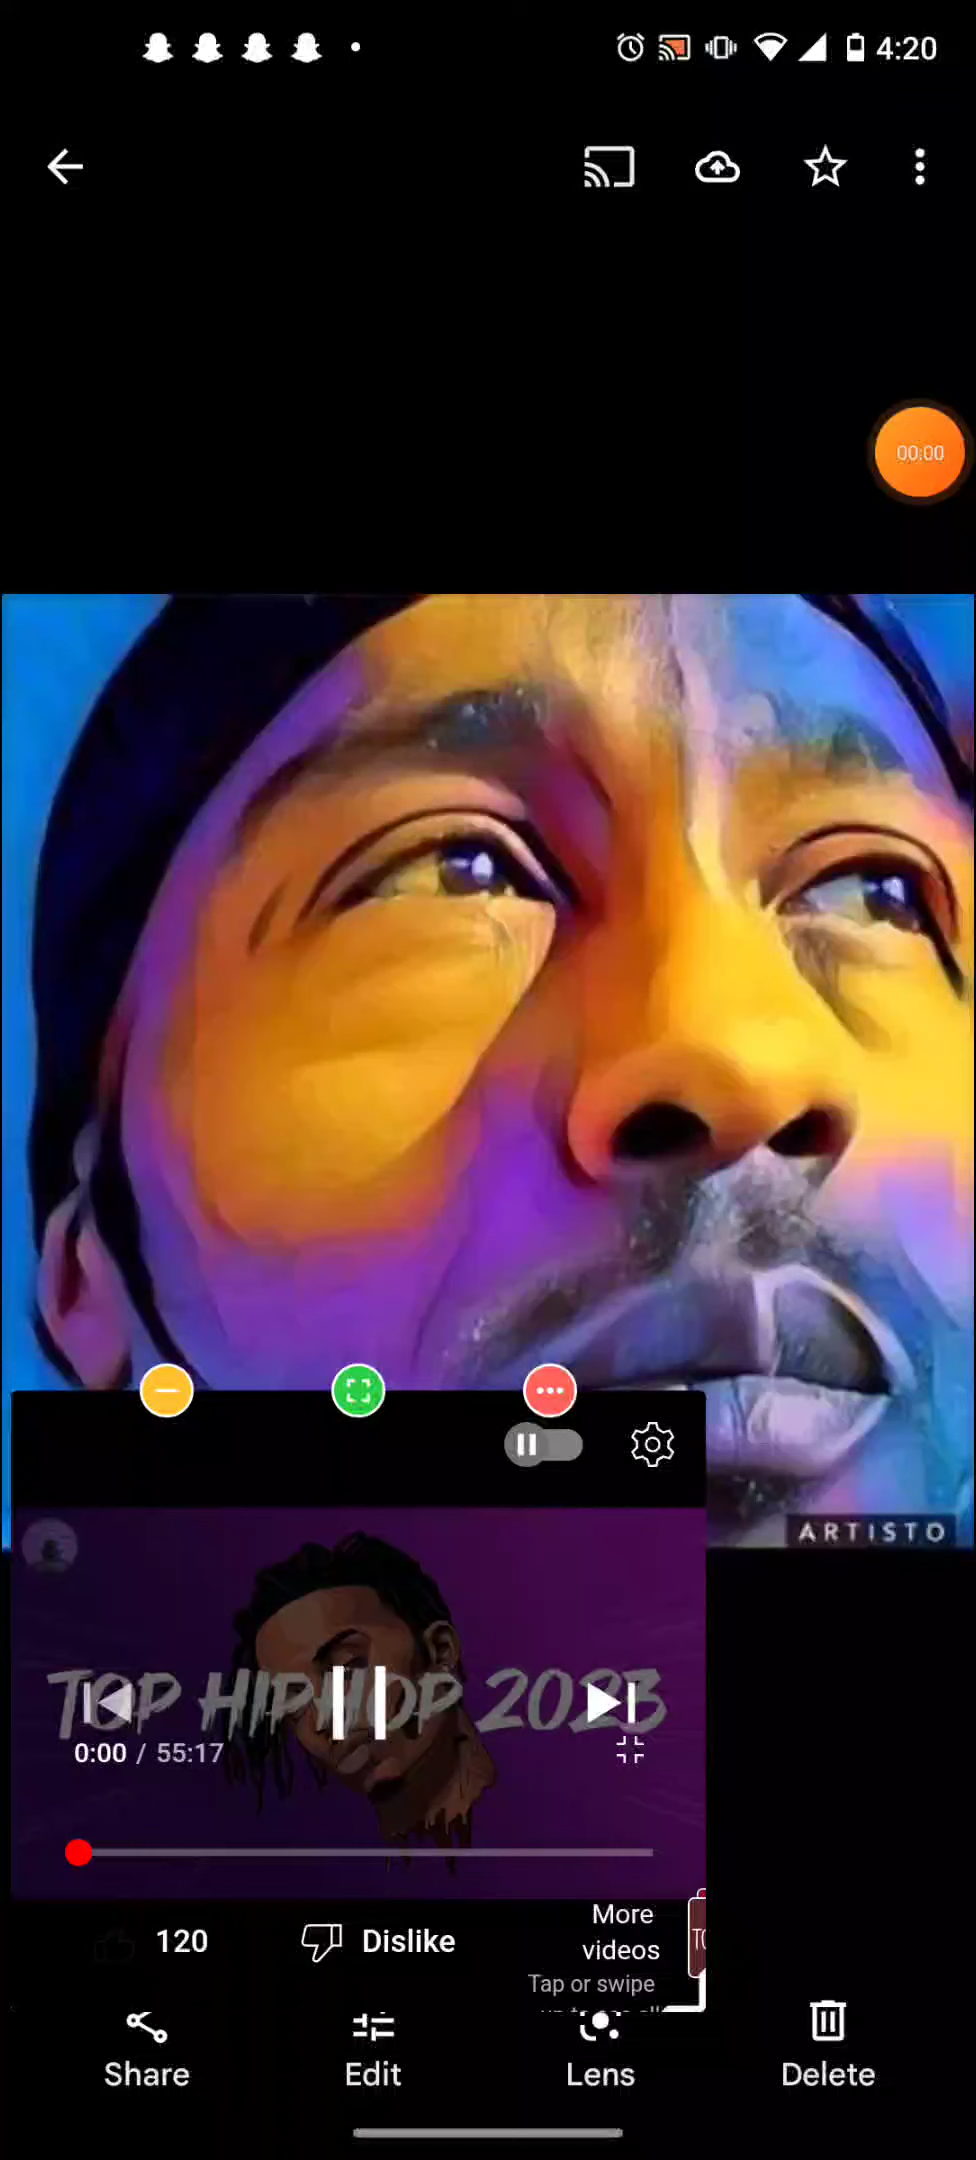 4:20
00:00
ARTISTO
TOP HIPHOP 2023
0:00 / 55:17
120
Dislike
More
videos
Tap or swipe
Share
Edit
Lens
Delete